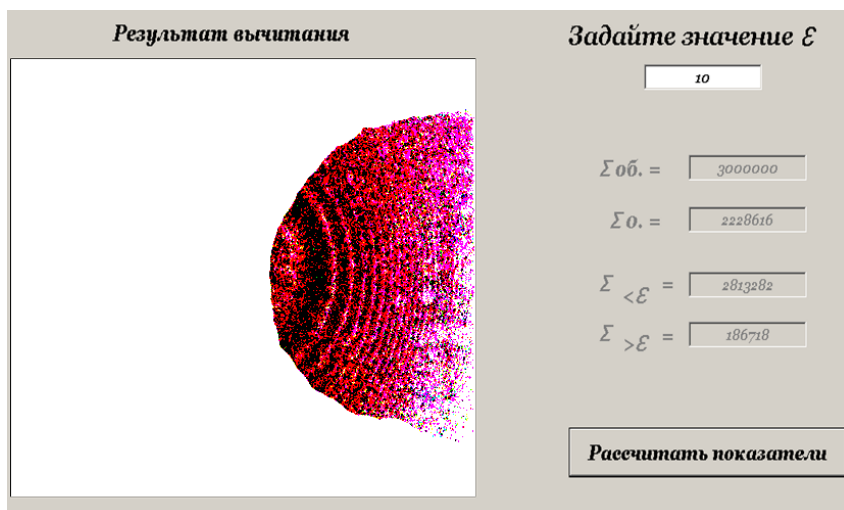 Результат вычитания
Задайте значение ε
10
Σ об. = 3000000
Σ о. = 2228616
Σ <ε = 2813282
Σ >ε = 186718
Рассчитать показатели